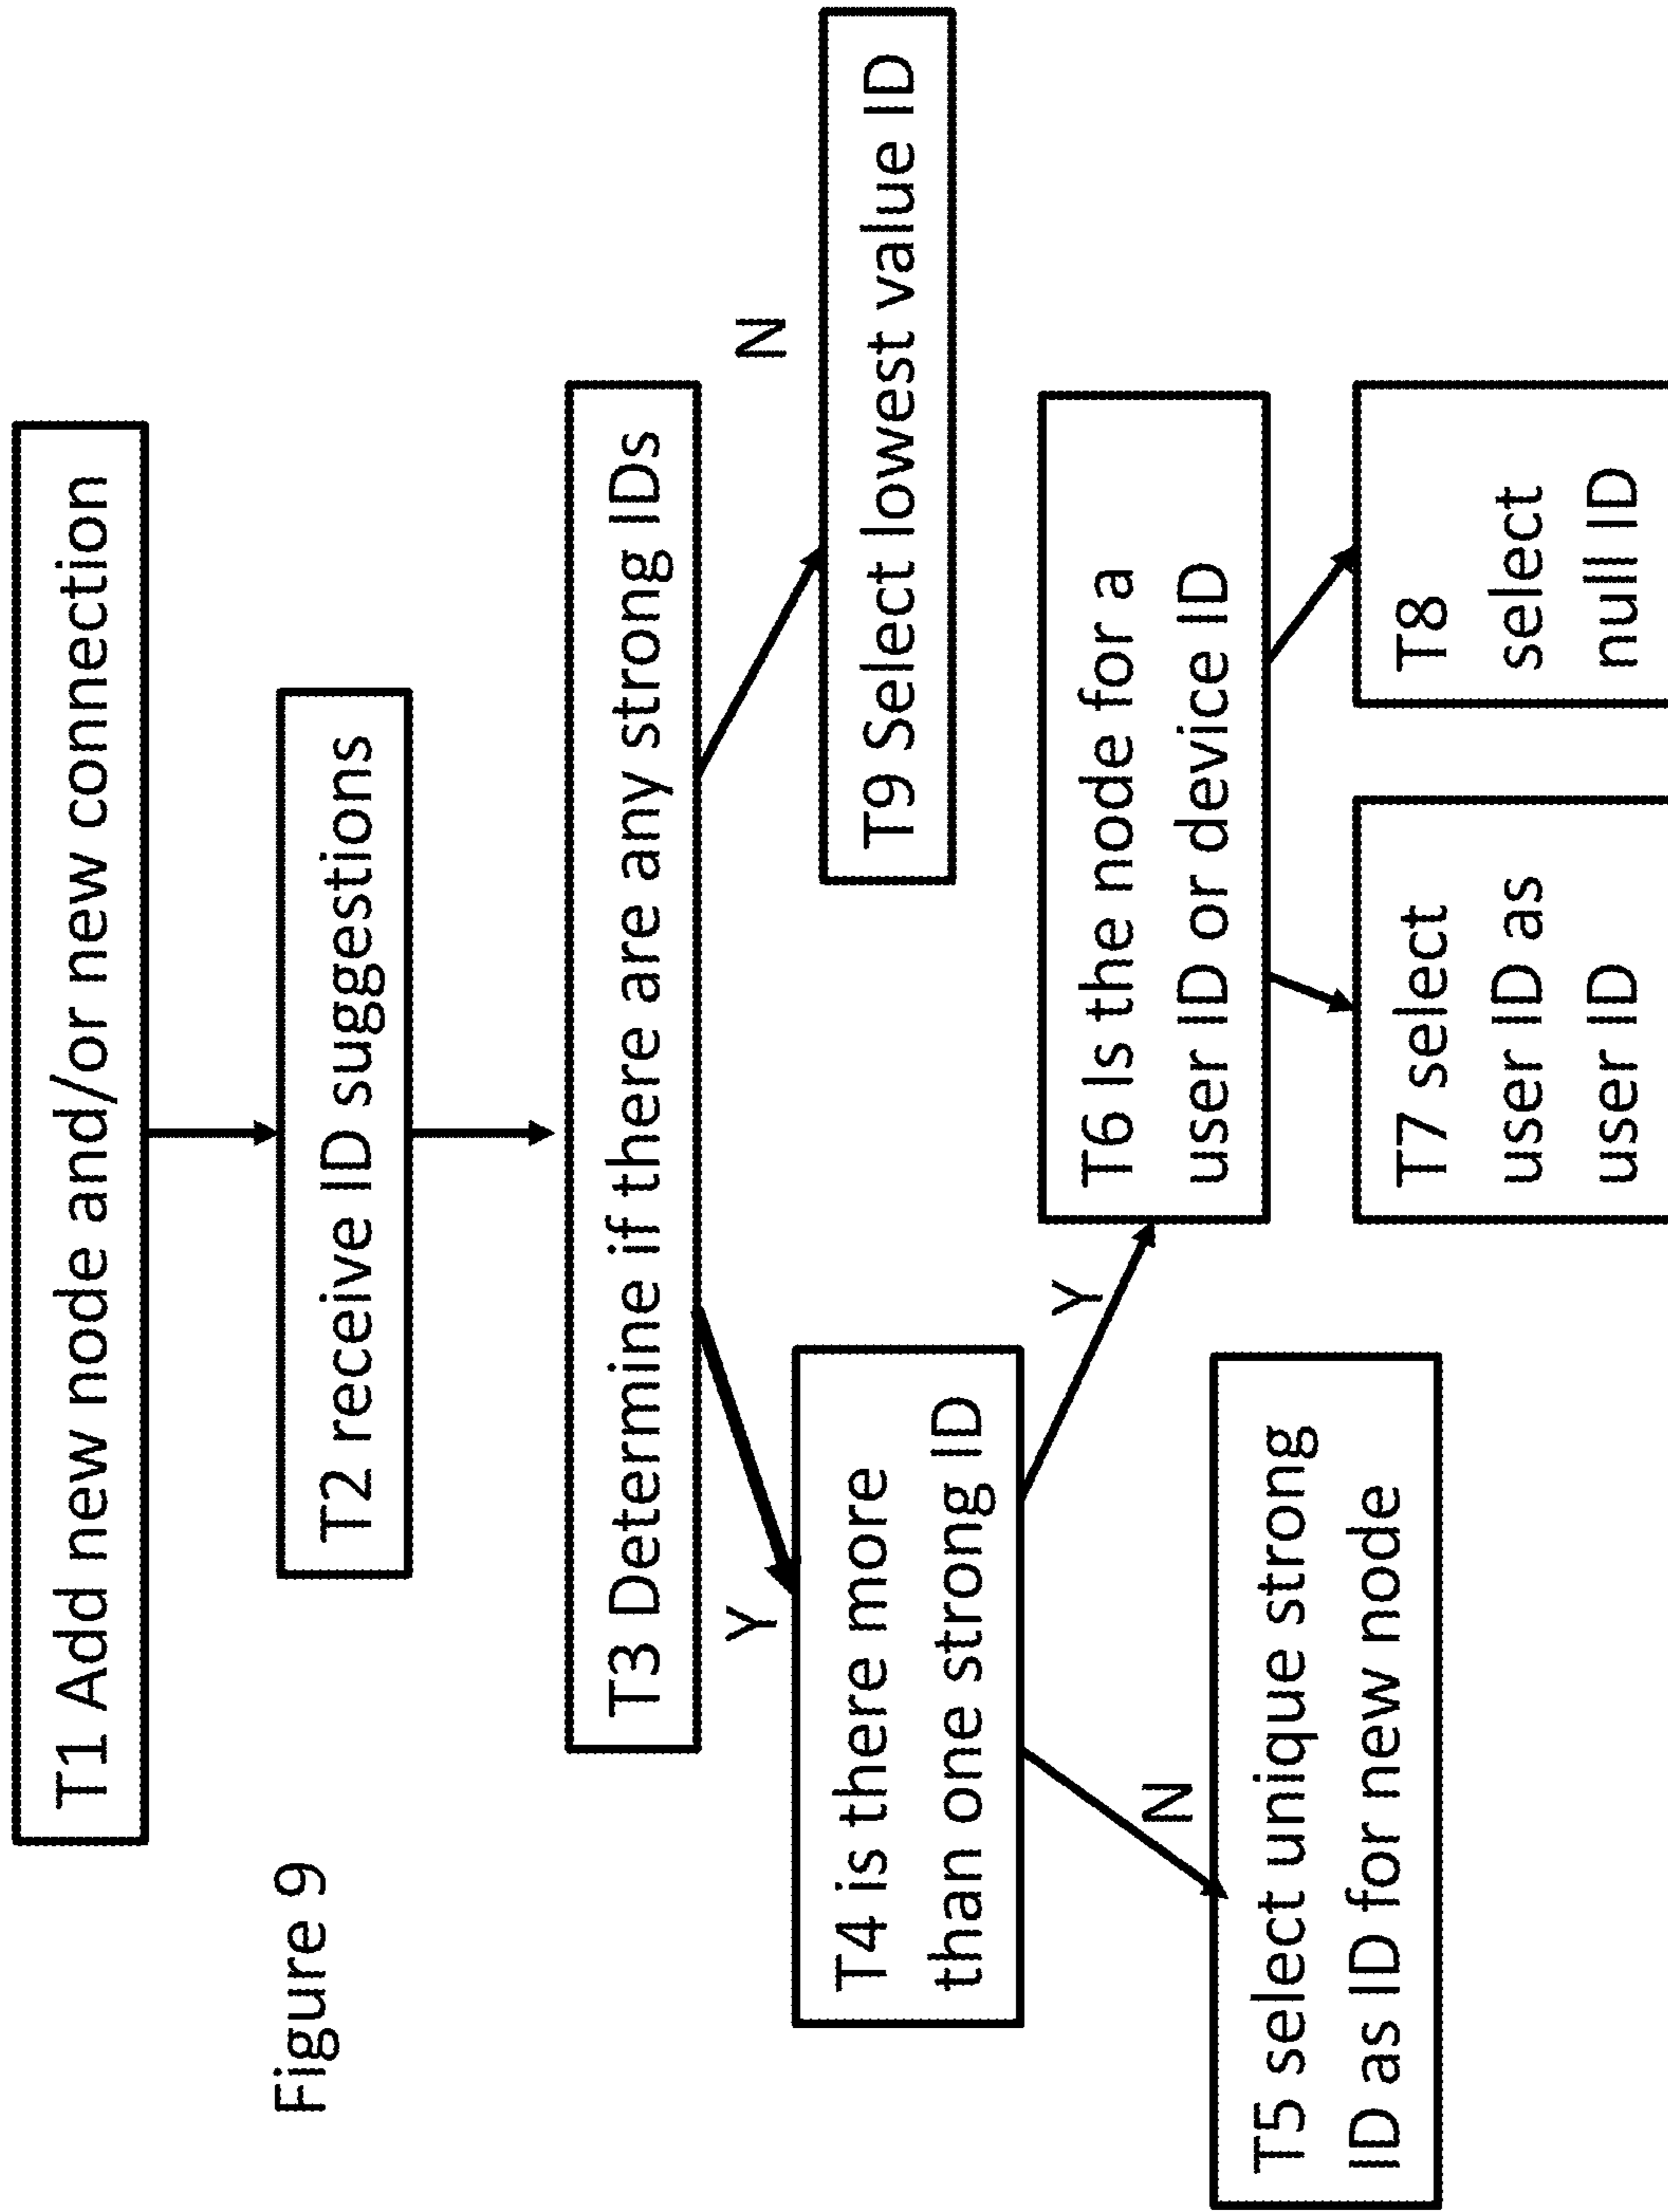 Figure 9
T1 Add new node and/or new connection
T2 receive ID suggestions
T3 Determine if there are any strong IDs
Y
N
T4 is there more
than one strong ID
T9 Select lowest value ID
N
Y
T5 select unique strong
ID as ID for new node
T6 Is the node for a
user ID or device ID
T7 select
user ID as
user ID
T8
select
null ID